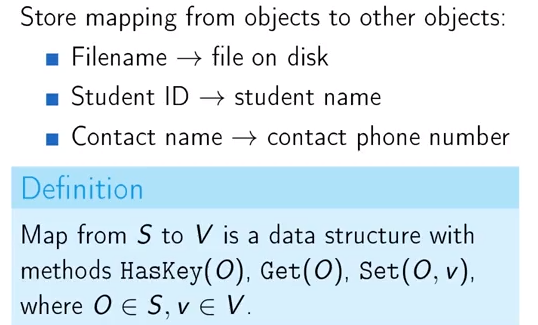 Store mapping from objects to other objects:
■ Filename → file on disk
■ Student ID → student name
■ Contact name → contact phone number
Definition
Map from S to V is a data structure with
methods HasKey(O), Get(O), Set(O, v),
where O ∈ S, v ∈ V.